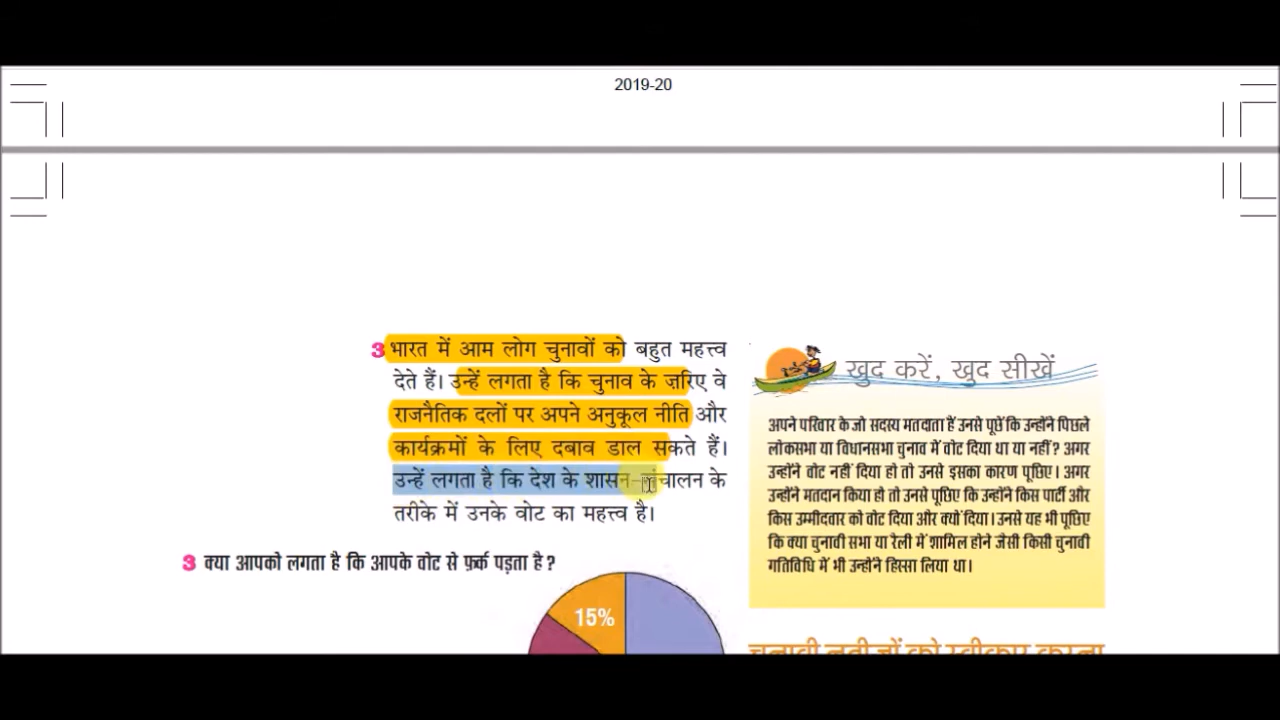 2019-20
3 भारत में आम लोग चुनावों को बहुत महत्त्व
देते हैं। उन्हें लगता है कि चुनाव के ज़रिए वे
राजनैतिक दलों पर अपने अनुकूल नीति और
कार्यक्रमों के लिए दबाव डाल सकते हैं।
उन्हें लगता है कि देश के शासन-संचालन के
तरीके में उनके वोट का महत्त्व है।
3 क्या आपको लगता है कि आपके वोट से फ़र्क पड़ता है?
15%
खुद करें, खुद सीखें
अपने परिवार के जो सदस्य मतदाता हैं उनसे पूछें कि उन्होंने पिछले
लोकसभा या विधानसभा चुनाव में वोट दिया था या नहीं? अगर
उन्होंने वोट नहीं दिया हो तो उनसे इसका कारण पूछिए। अगर
उन्होंने मतदान किया हो तो उनसे पूछिए कि उन्होंने किस पार्टी और
किस उम्मीदवार को वोट दिया और क्यों दिया। उनसे यह भी पूछिए
कि क्या चुनावी सभा या रैली में शामिल होने जैसी किसी चुनावी
गतिविधि में भी उन्होंने हिस्सा लिया था।
चुनावी नतीजों को स्वीकार करना